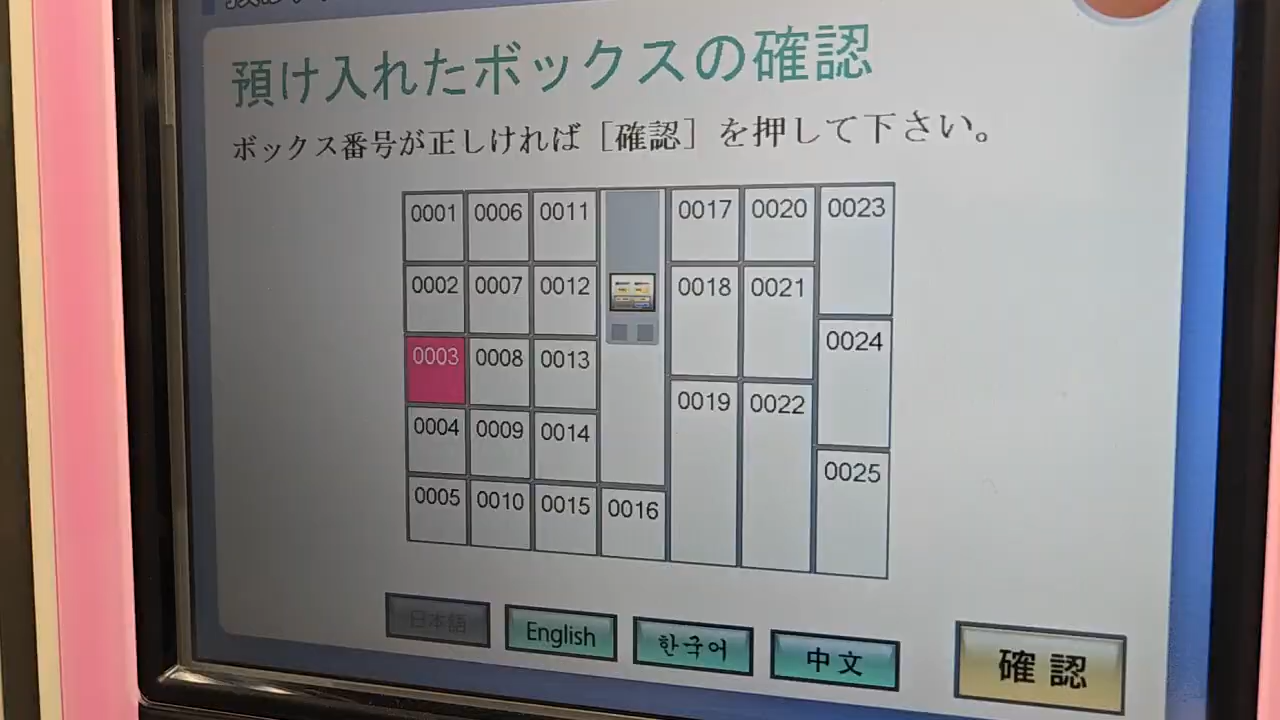 預け入れたボックスの確認
ボックス番号が正しければ［確認］を押して下さい。
0001 0006 0011 0017 0020 0023
0002 0007 0012 0018 0021
0003 0008 0013 0024
0004 0009 0014 0019 0022
0005 0010 0015 0016 0025
日本語 English 한국어 中文 確認